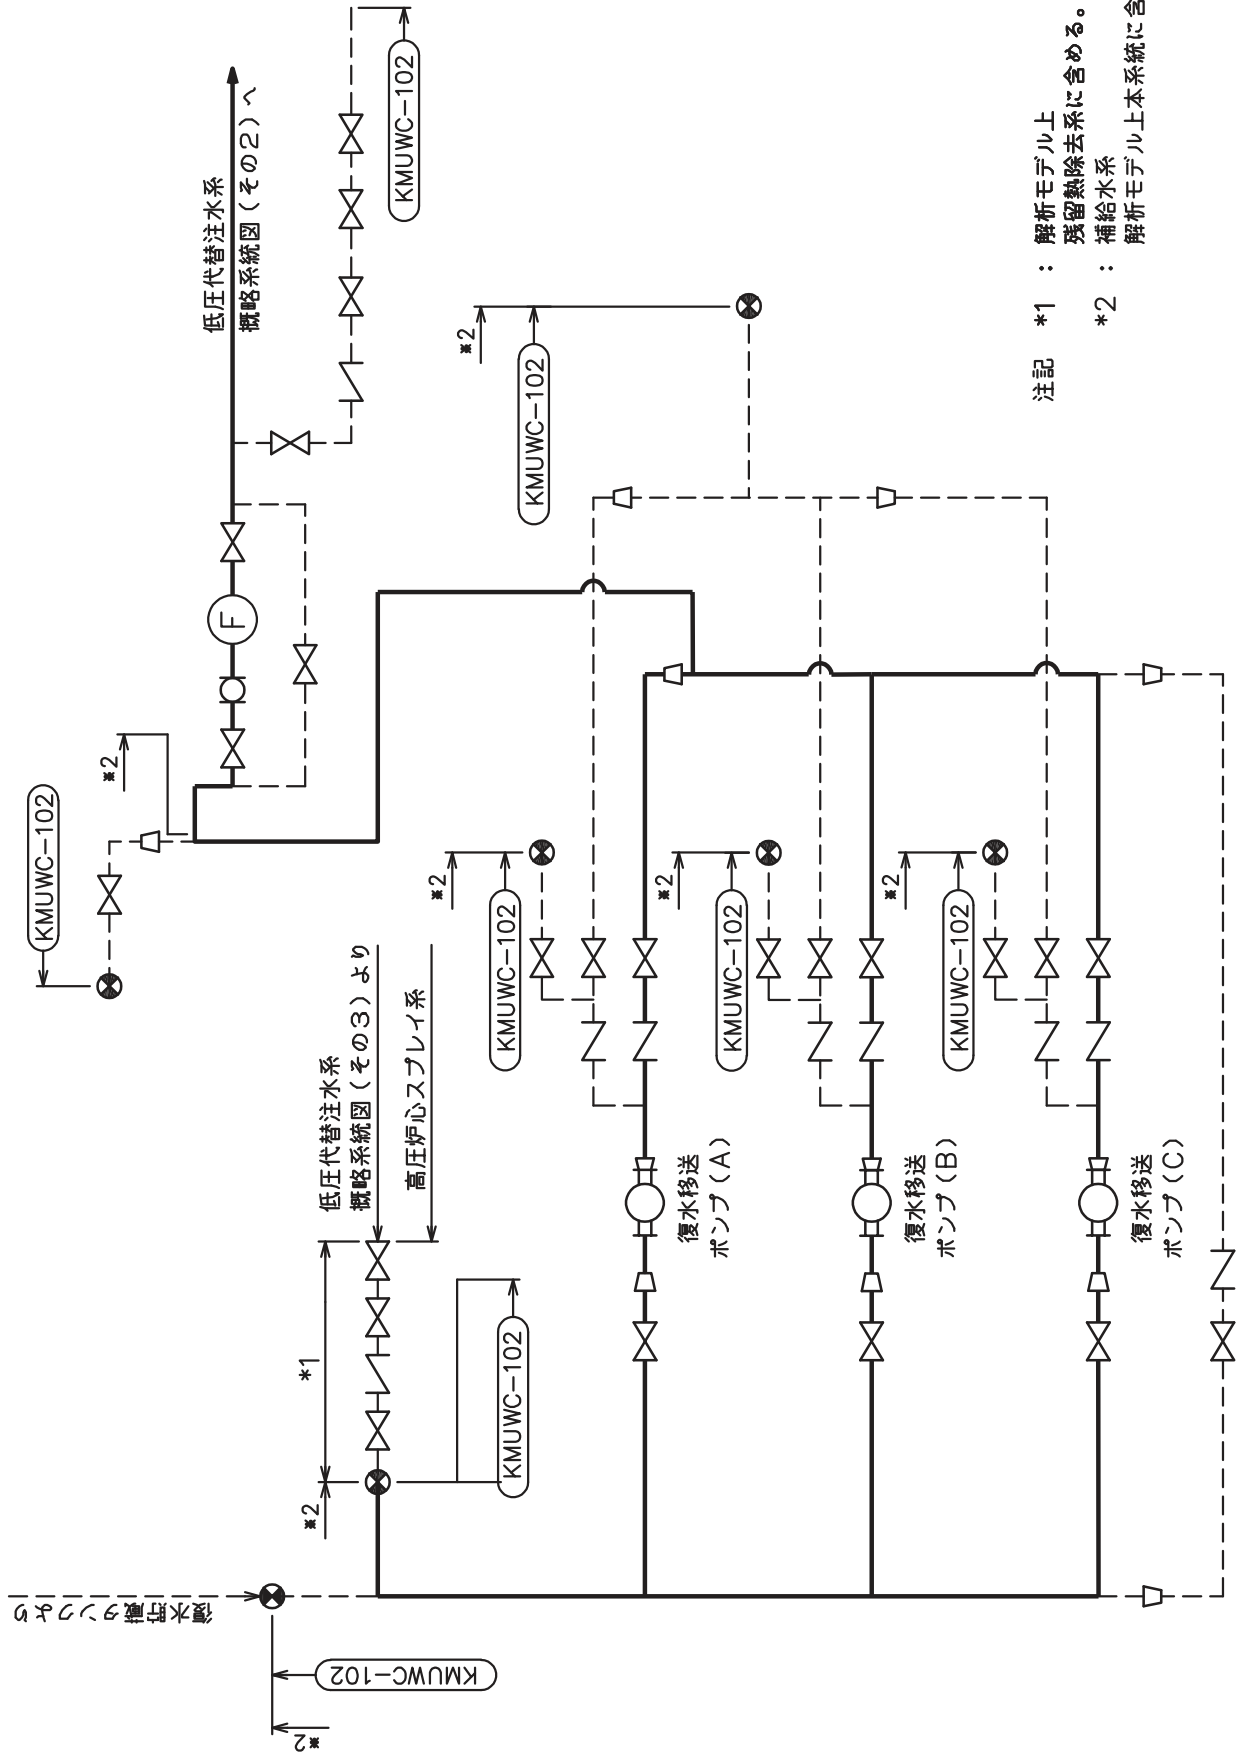 低圧代替注水系
概略系統図（その２）へ
KMUWC-102
※2
KMUWC-102
※2
KMUWC-102
低圧代替注水系
概略系統図（その３）より
高圧炉心スプレイ系
*1
※2
KMUWC-102
復水貯蔵タンクより
KMUWC-102
※2
※2
KMUWC-102
※2
KMUWC-102
※2
KMUWC-102
F
復水移送
ポンプ（A）
復水移送
ポンプ（B）
復水移送
ポンプ（C）
注記　*1　：　解析モデル上
残留熱除去系に含める。
*2　：　補給水系
解析モデル上本系統に含